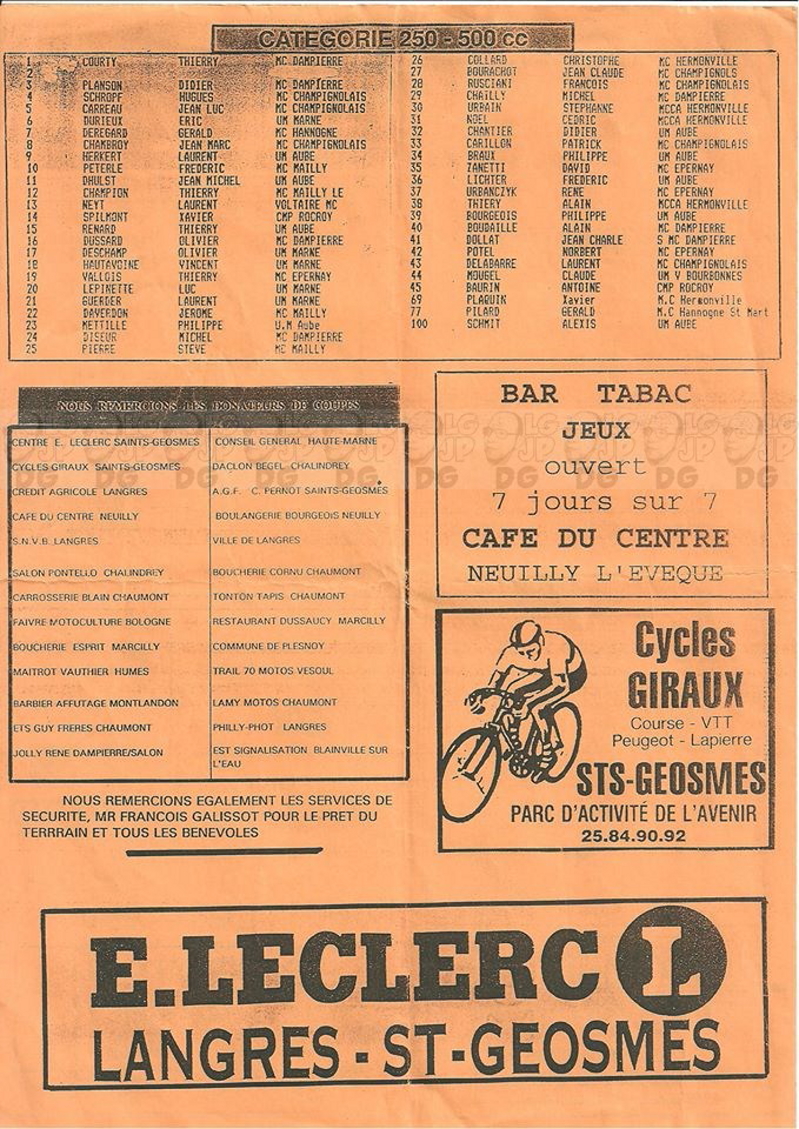 CATEGORIE 250 - 500 cc
1 COURTY THIERRY MC DAMPIERRE
2
3 PLANSON DIDIER MC DAMPIERRE
4 SCHROPF HUGUES MC CHAMPIGNOLAIS
5 CARREAU JEAN LUC MC CHAMPIGNOLAIS
6 DURIEUX ERIC UM MARNE
7 DEREGARD GERALD MC HANNOGNE
8 CHAMBROY JEAN MARC MC CHAMPIGNOLAIS
9 HERKERT LAURENT UM AUBE
10 PETERLE FREDERIC MC MAILLY
11 DHULST JEAN MICHEL UM AUBE
12 CHAMPION THIERRY MC MAILLY LE
13 NEYT LAURENT VOLTAIRE MC
14 SPILMONT XAVIER CMP ROCROY
15 RENARD THIERRY UM AUBE
16 DUSSARD OLIVIER MC DAMPIERRE
17 DESCHAMP OLIVIER UM MARNE
18 HAUTAVOINE VINCENT UM MARNE
19 VALLOIS THIERRY MC EPERNAY
20 LEPINETTE LUC UM MARNE
21 GUERDER LAURENT UM MARNE
22 DAVERDON JEROME MC MAILLY
23 METTILLE PHILIPPE U.M Aube
24 OISEUR MICHEL MC DAMPIERRE
25 PIERRE STEVE MC MAILLY
26 COLLARD CHRISTOPHE MC HERMONVILLE
27 BOURACHOT JEAN CLAUDE MC CHAMPIGNOLS
28 RUSCIANI FRANCOIS MC CHAMPIGNOLAIS
29 CHAILLY MICHEL MC DAMPIERRE
30 URBAIN STEPHANNE MCCA HERMONVILLE
31 NOEL CEDRIC MCCA HERMONVILLE
32 CHANTIER DIDIER UM AUBE
33 CARILLON PATRICK MC CHAMPIGNOLAIS
34 BRAUX PHILIPPE UM AUBE
35 ZANETTI DAVID MC EPERNAY
36 LICHTER FREDERIC UM AUBE
37 URBANCZYK RENE MC EPERNAY
38 THIERY ALAIN MCCA HERMONVILLE
39 BOURGEOIS PHILIPPE UM AUBE
40 BOUDAILLE ALAIN MC DAMPIERRE
41 DOLLAT JEAN CHARLE S MC DAMPIERRE
42 POTEL NORBERT MC EPERNAY
43 DELABARRE LAURENT MC CHAMPIGNOLAIS
44 MOUGEL CLAUDE UM V BOURBONNES
45 BAURIN ANTOINE CMP ROCROY
69 PLAQUIN Xavier M.C Hermonville
77 PILARD GERALD M.C Hannogne St Mart
100 SCHMIT ALEXIS UM AUBE
NOUS REMERCIONS LES DONATEURS DE COUPES
CENTRE E. LECLERC SAINTS-GEOSMES CONSEIL GENERAL HAUTE-MARNE
CYCLES GIRAUX SAINTS-GEOSMES DACLON BEGEL CHALINDREY
CREDIT AGRICOLE LANGRES A.G.F. C. PERNOT SAINTS-GEOSMES
CAFE DU CENTRE NEUILLY BOULANGERIE BOURGEOIS NEUILLY
S.N.V.B. LANGRES VILLE DE LANGRES
SALON PONTELLO CHALINDREY BOUCHERIE CORNU CHAUMONT
CARROSSERIE BLAIN CHAUMONT TONTON TAPIS CHAUMONT
FAIVRE MOTOCULTURE BOLOGNE RESTAURANT DUSSAUCY MARCILLY
BOUCHERIE ESPRIT MARCILLY COMMUNE DE PLESNOY
MAITROT VAUTHIER HUMES TRAIL 70 MOTOS VESOUL
BARBIER AFFUTAGE MONTLANDON LAMY MOTOS CHAUMONT
ETS GUY FRERES CHAUMONT PHILLY-PHOT LANGRES
JOLLY RENE DAMPIERRE/SALON EST SIGNALISATION BLAINVILLE SUR
L'EAU
NOUS REMERCIONS EGALEMENT LES SERVICES DE
SECURITE, MR FRANCOIS GALISSOT POUR LE PRET DU
TERRRAIN ET TOUS LES BENEVOLES
BAR TABAC
JEUX
ouvert
7 jours sur 7
CAFE DU CENTRE
NEUILLY L'EVEQUE
Cycles
GIRAUX
Course - VTT
Peugeot - Lapierre
STS-GEOSMES
PARC D'ACTIVITÉ DE L'AVENIR
25.84.90.92
E.LECLERC L
LANGRES - ST-GEOSMES